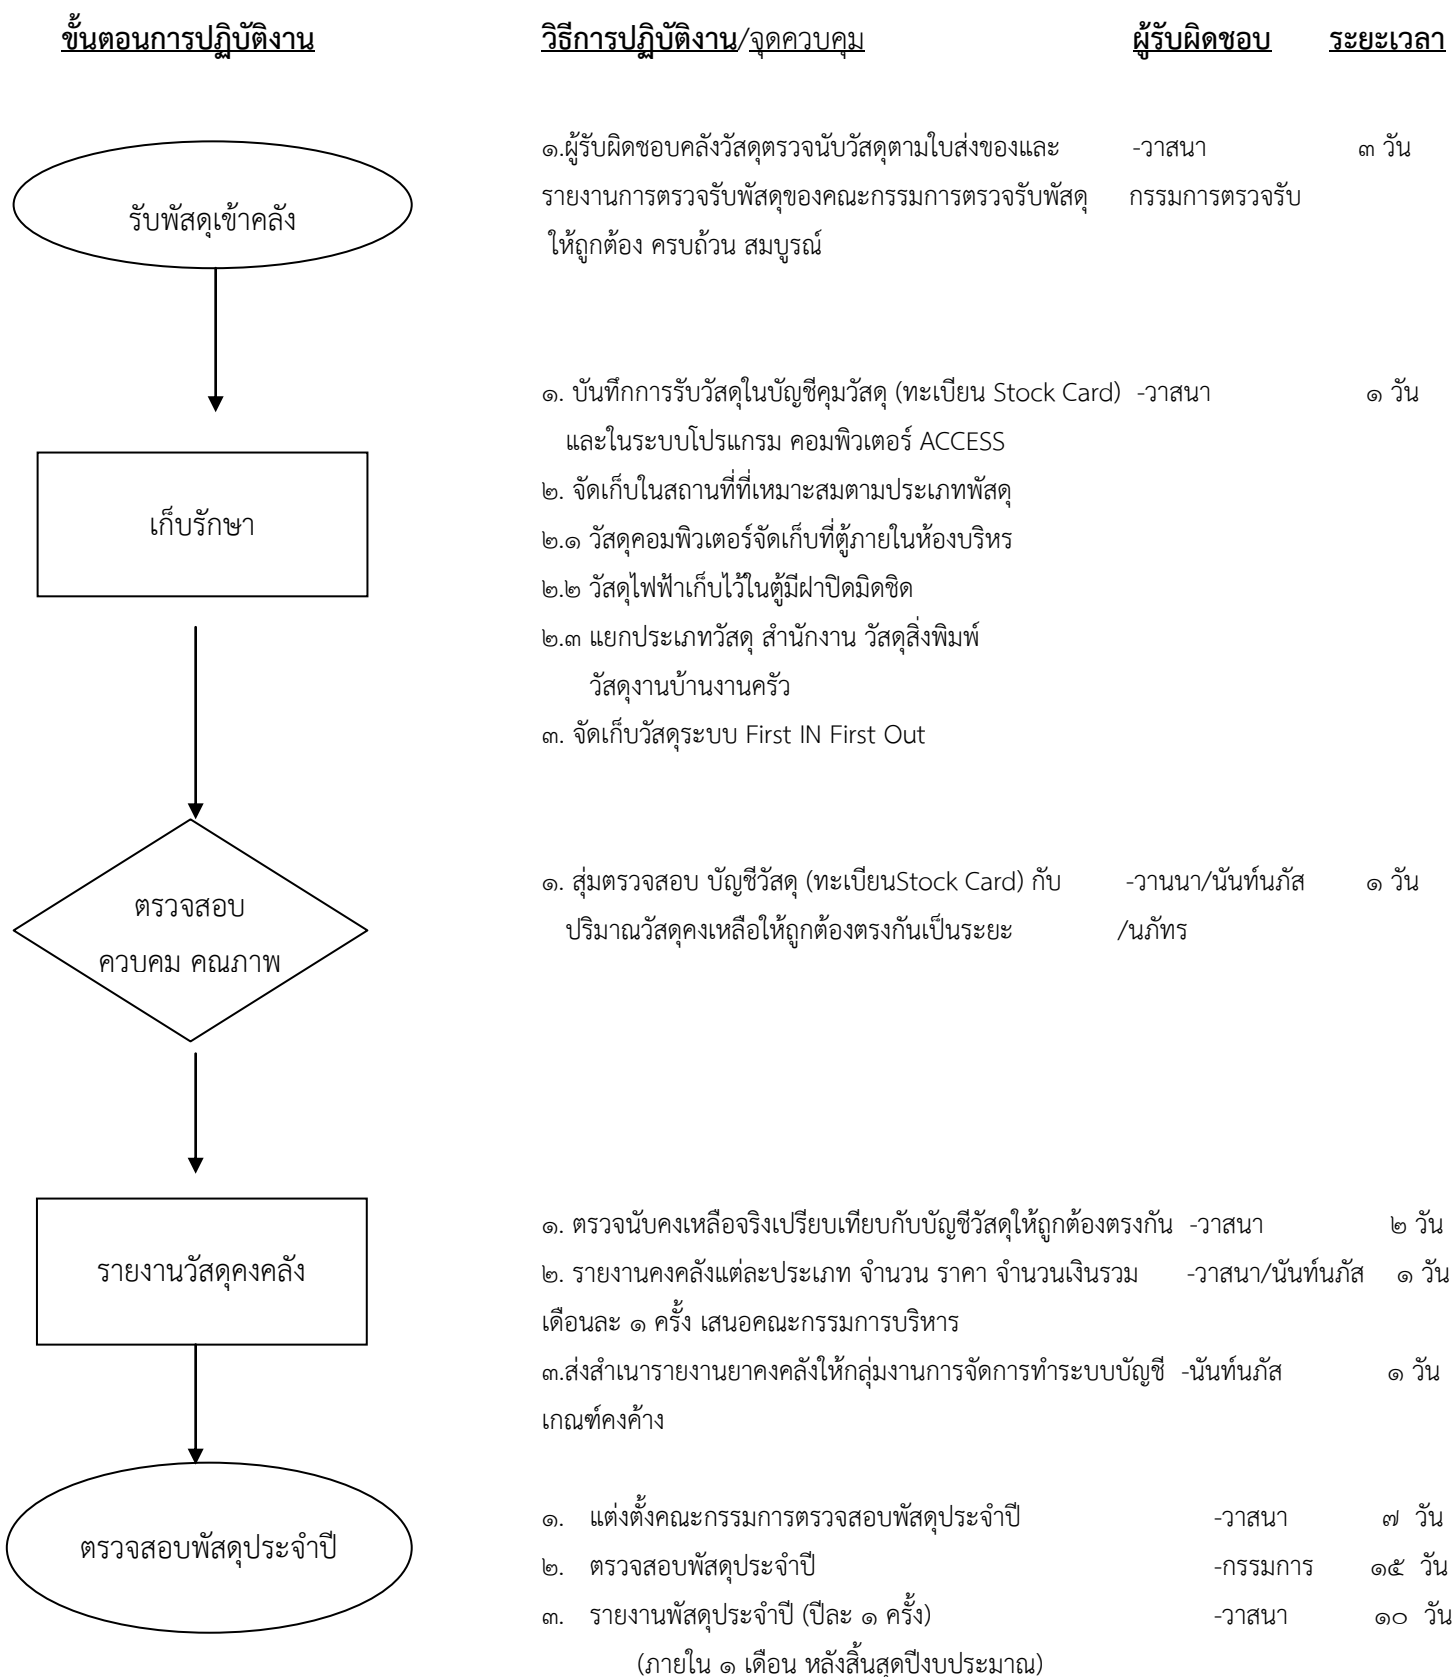 ขั้นตอนการปฏิบัติงาน วิธีการปฏิบัติงาน/จุดควบคุม ผู้รับผิดชอบ ระยะเวลา
รับพัสดุเข้าคลัง
๑.ผู้รับผิดชอบคลังวัสดุตรวจนับวัสดุตามใบส่งของและ -วาสนา ๓ วัน
รายงานการตรวจรับพัสดุของคณะกรรมการตรวจรับพัสดุ กรรมการตรวจรับ
ให้ถูกต้อง ครบถ้วน สมบูรณ์
เก็บรักษา
๑. บันทึกการรับวัสดุในบัญชีคุมวัสดุ (ทะเบียน Stock Card) -วาสนา ๑ วัน
และในระบบโปรแกรม คอมพิวเตอร์ ACCESS
๒. จัดเก็บในสถานที่ที่เหมาะสมตามประเภทพัสดุ
๒.๑ วัสดุคอมพิวเตอร์จัดเก็บที่ตู้ภายในห้องบริหร
๒.๒ วัสดุไฟฟ้าเก็บไว้ในตู้มีฝาปิดมิดชิด
๒.๓ แยกประเภทวัสดุ สำนักงาน วัสดุสิ่งพิมพ์
วัสดุงานบ้านงานครัว
๓. จัดเก็บวัสดุระบบ First IN First Out
ตรวจสอบ
ควบคม คณภาพ
๑. สุ่มตรวจสอบ บัญชีวัสดุ (ทะเบียนStock Card) กับ -วานนา/นันท์นภัส ๑ วัน
ปริมาณวัสดุคงเหลือให้ถูกต้องตรงกันเป็นระยะ /นภัทร
รายงานวัสดุคงคลัง
๑. ตรวจนับคงเหลือจริงเปรียบเทียบกับบัญชีวัสดุให้ถูกต้องตรงกัน -วาสนา ๒ วัน
๒. รายงานคงคลังแต่ละประเภท จำนวน ราคา จำนวนเงินรวม -วาสนา/นันท์นภัส ๑ วัน
เดือนละ ๑ ครั้ง เสนอคณะกรรมการบริหาร
๓.ส่งสำเนารายงานยาคงคลังให้กลุ่มงานการจัดการทำระบบบัญชี -นันท์นภัส ๑ วัน
เกณฑ์คงค้าง
ตรวจสอบพัสดุประจำปี
๑. แต่งตั้งคณะกรรมการตรวจสอบพัสดุประจำปี -วาสนา ๗ วัน
๒. ตรวจสอบพัสดุประจำปี -กรรมการ ๑๕ วัน
๓. รายงานพัสดุประจำปี (ปีละ ๑ ครั้ง) -วาสนา ๑๐ วัน
(ภายใน ๑ เดือน หลังสิ้นสุดปีงบประมาณ)